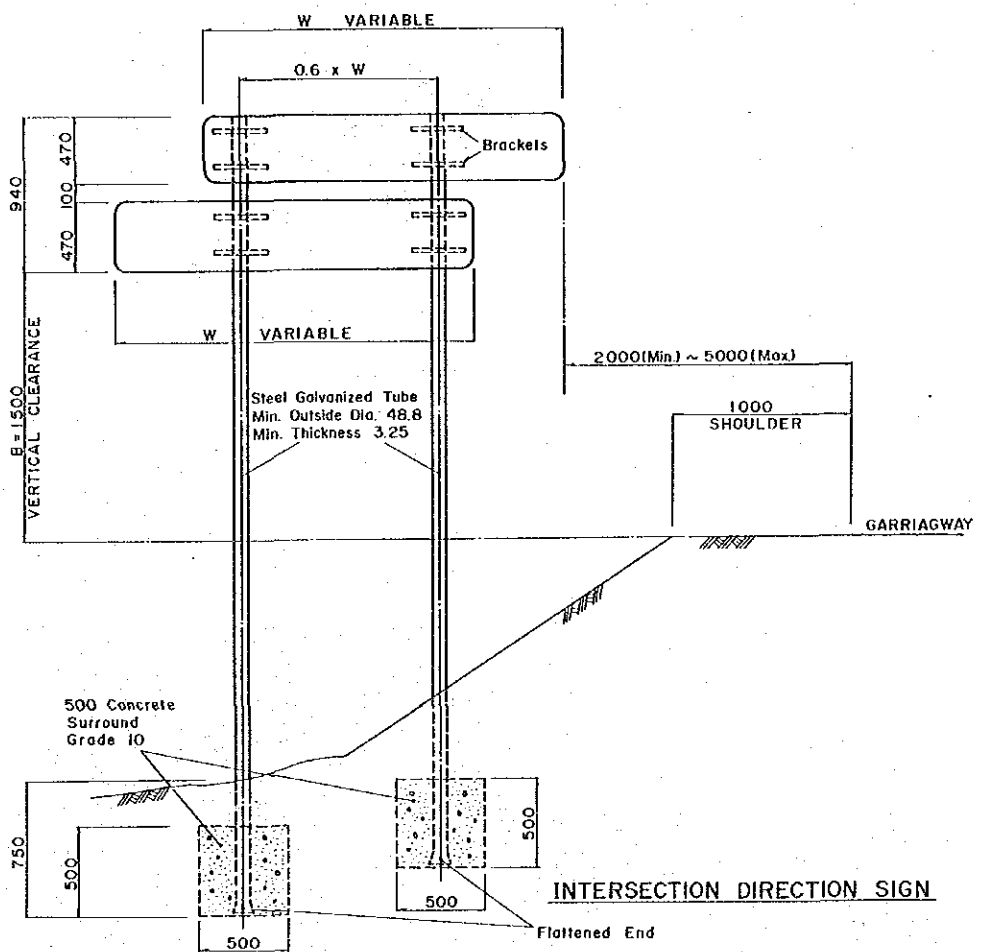 W VARIABLE
0.6 x W
470
Brackets
940
100
470
W VARIABLE
2000(Min.) ~ 5000(Max.)
Steel Galvanized Tube
Min. Outside Dia. 48.8
Min. Thickness 3.25
1000
SHOULDER
B=1500
VERTICAL CLEARANCE
GARRIAGWAY
500 Concrete
Surround
Grade 10
750
500
500
500
500
INTERSECTION DIRECTION SIGN
Flattened End